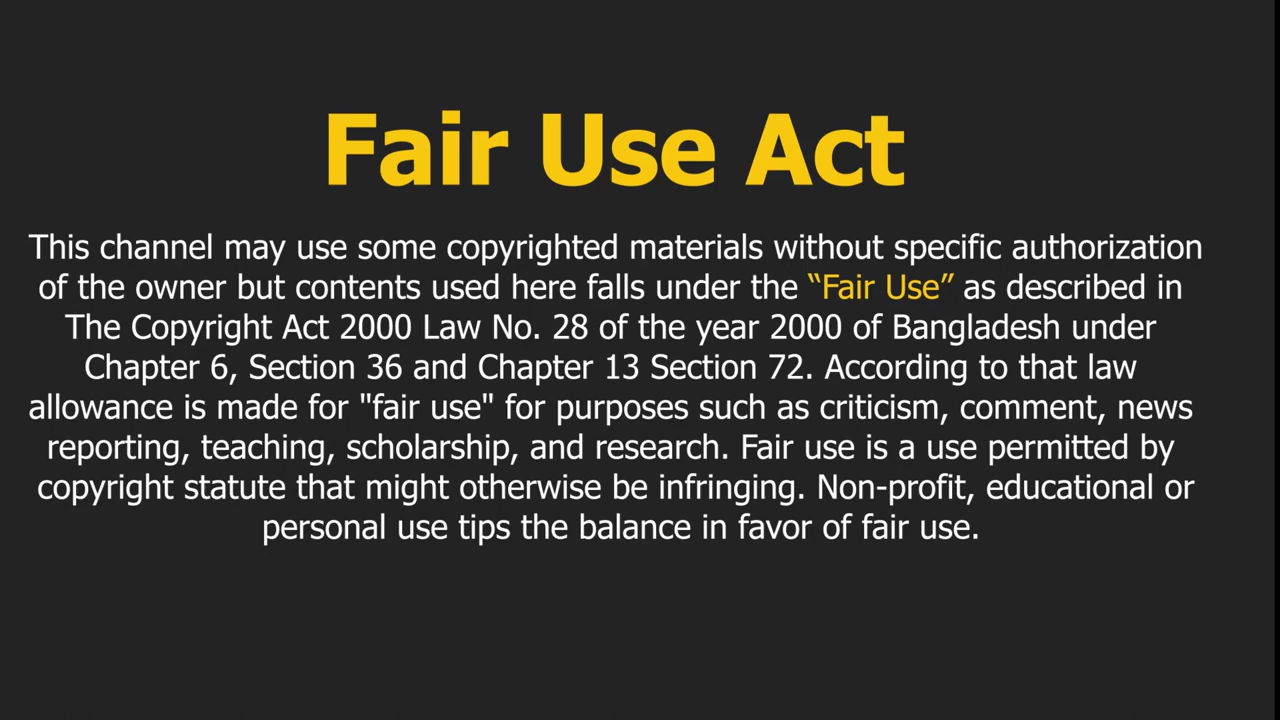 Fair Use Act
This channel may use some copyrighted materials without specific authorization
of the owner but contents used here falls under the “Fair Use” as described in
The Copyright Act 2000 Law No. 28 of the year 2000 of Bangladesh under
Chapter 6, Section 36 and Chapter 13 Section 72. According to that law
allowance is made for "fair use" for purposes such as criticism, comment, news
reporting, teaching, scholarship, and research. Fair use is a use permitted by
copyright statute that might otherwise be infringing. Non-profit, educational or
personal use tips the balance in favor of fair use.